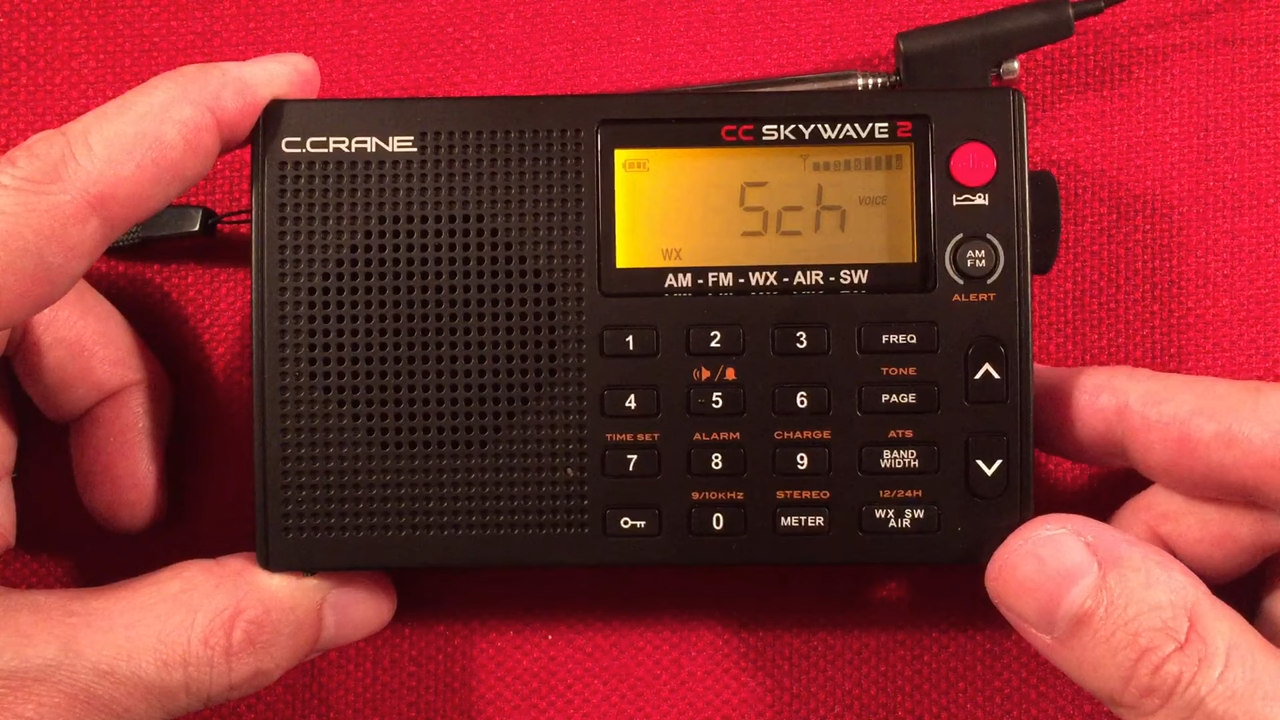 C.CRANE
CC SKYWAVE 2
5ch VOICE
WX
AM - FM - WX - AIR - SW
AM
FM
ALERT
1 2 3 FREQ
TONE
4 5 6 PAGE
TIME SET ALARM CHARGE ATS
7 8 9 BAND
WIDTH
9/10KHz STEREO 12/24H
0 METER WX SW
AIR